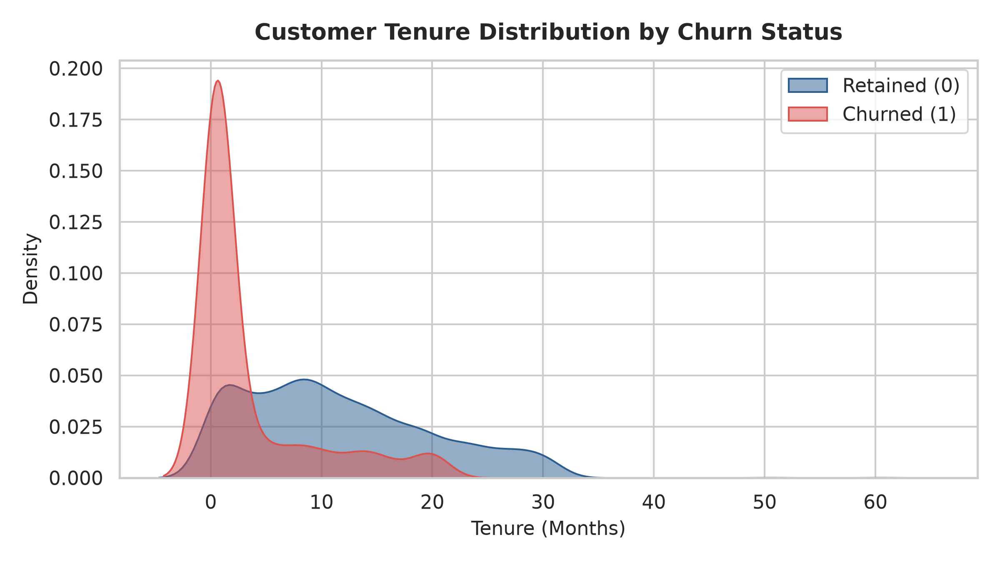 Customer Tenure Distribution by Churn Status
0.200
0.175
0.150
0.125
0.100
0.075
0.050
0.025
0.000
Density
Retained (0)
Churned (1)
0 10 20 30 40 50 60
Tenure (Months)